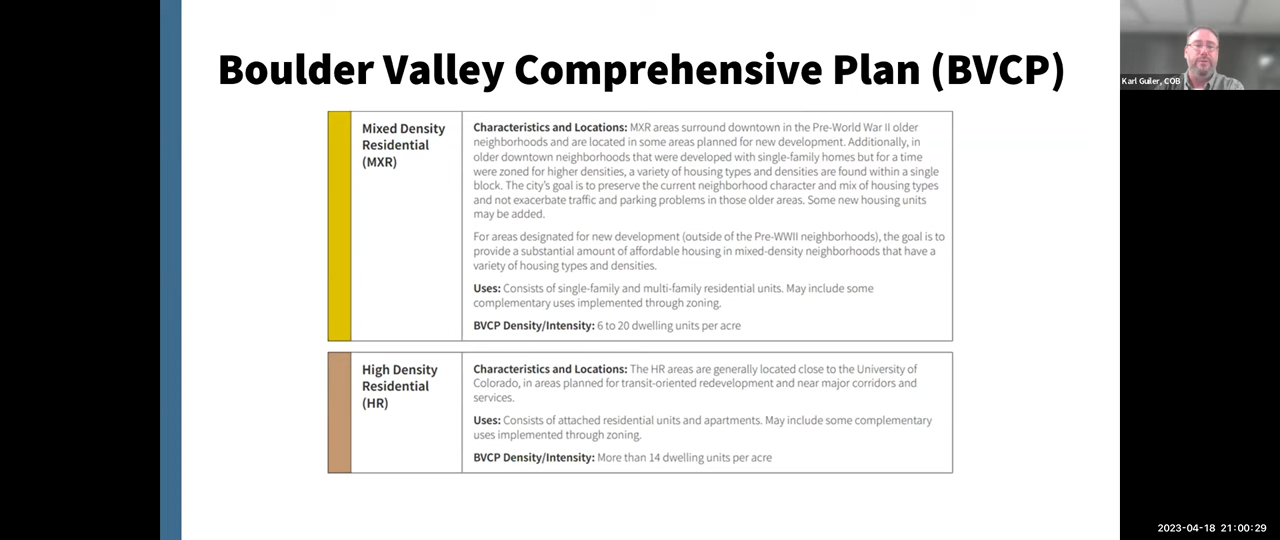 Boulder Valley Comprehensive Plan (BVCP)
Mixed Density
Residential
(MXR)
Characteristics and Locations: MXR areas surround downtown in the Pre-World War II older
neighborhoods and are located in some areas planned for new development. Additionally, in
older downtown neighborhoods that were developed with single-family homes but for a time
were zoned for higher densities, a variety of housing types and densities are found within a single
block. The city's goal is to preserve the current neighborhood character and mix of housing types
and not exacerbate traffic and parking problems in those older areas. Some new housing units
may be added.
For areas designated for new development (outside of the Pre-WWII neighborhoods), the goal is to
provide a substantial amount of affordable housing in mixed-density neighborhoods that have a
variety of housing types and densities.
Uses: Consists of single-family and multi-family residential units. May include some
complementary uses implemented through zoning.
BVCP Density/Intensity: 6 to 20 dwelling units per acre
High Density
Residential
(HR)
Characteristics and Locations: The HR areas are generally located close to the University of
Colorado, in areas planned for transit-oriented redevelopment and near major corridors and
services.
Uses: Consists of attached residential units and apartments. May include some complementary
uses implemented through zoning.
BVCP Density/Intensity: More than 14 dwelling units per acre
Karl Guiler, COB
2023-04-18 21:00:29